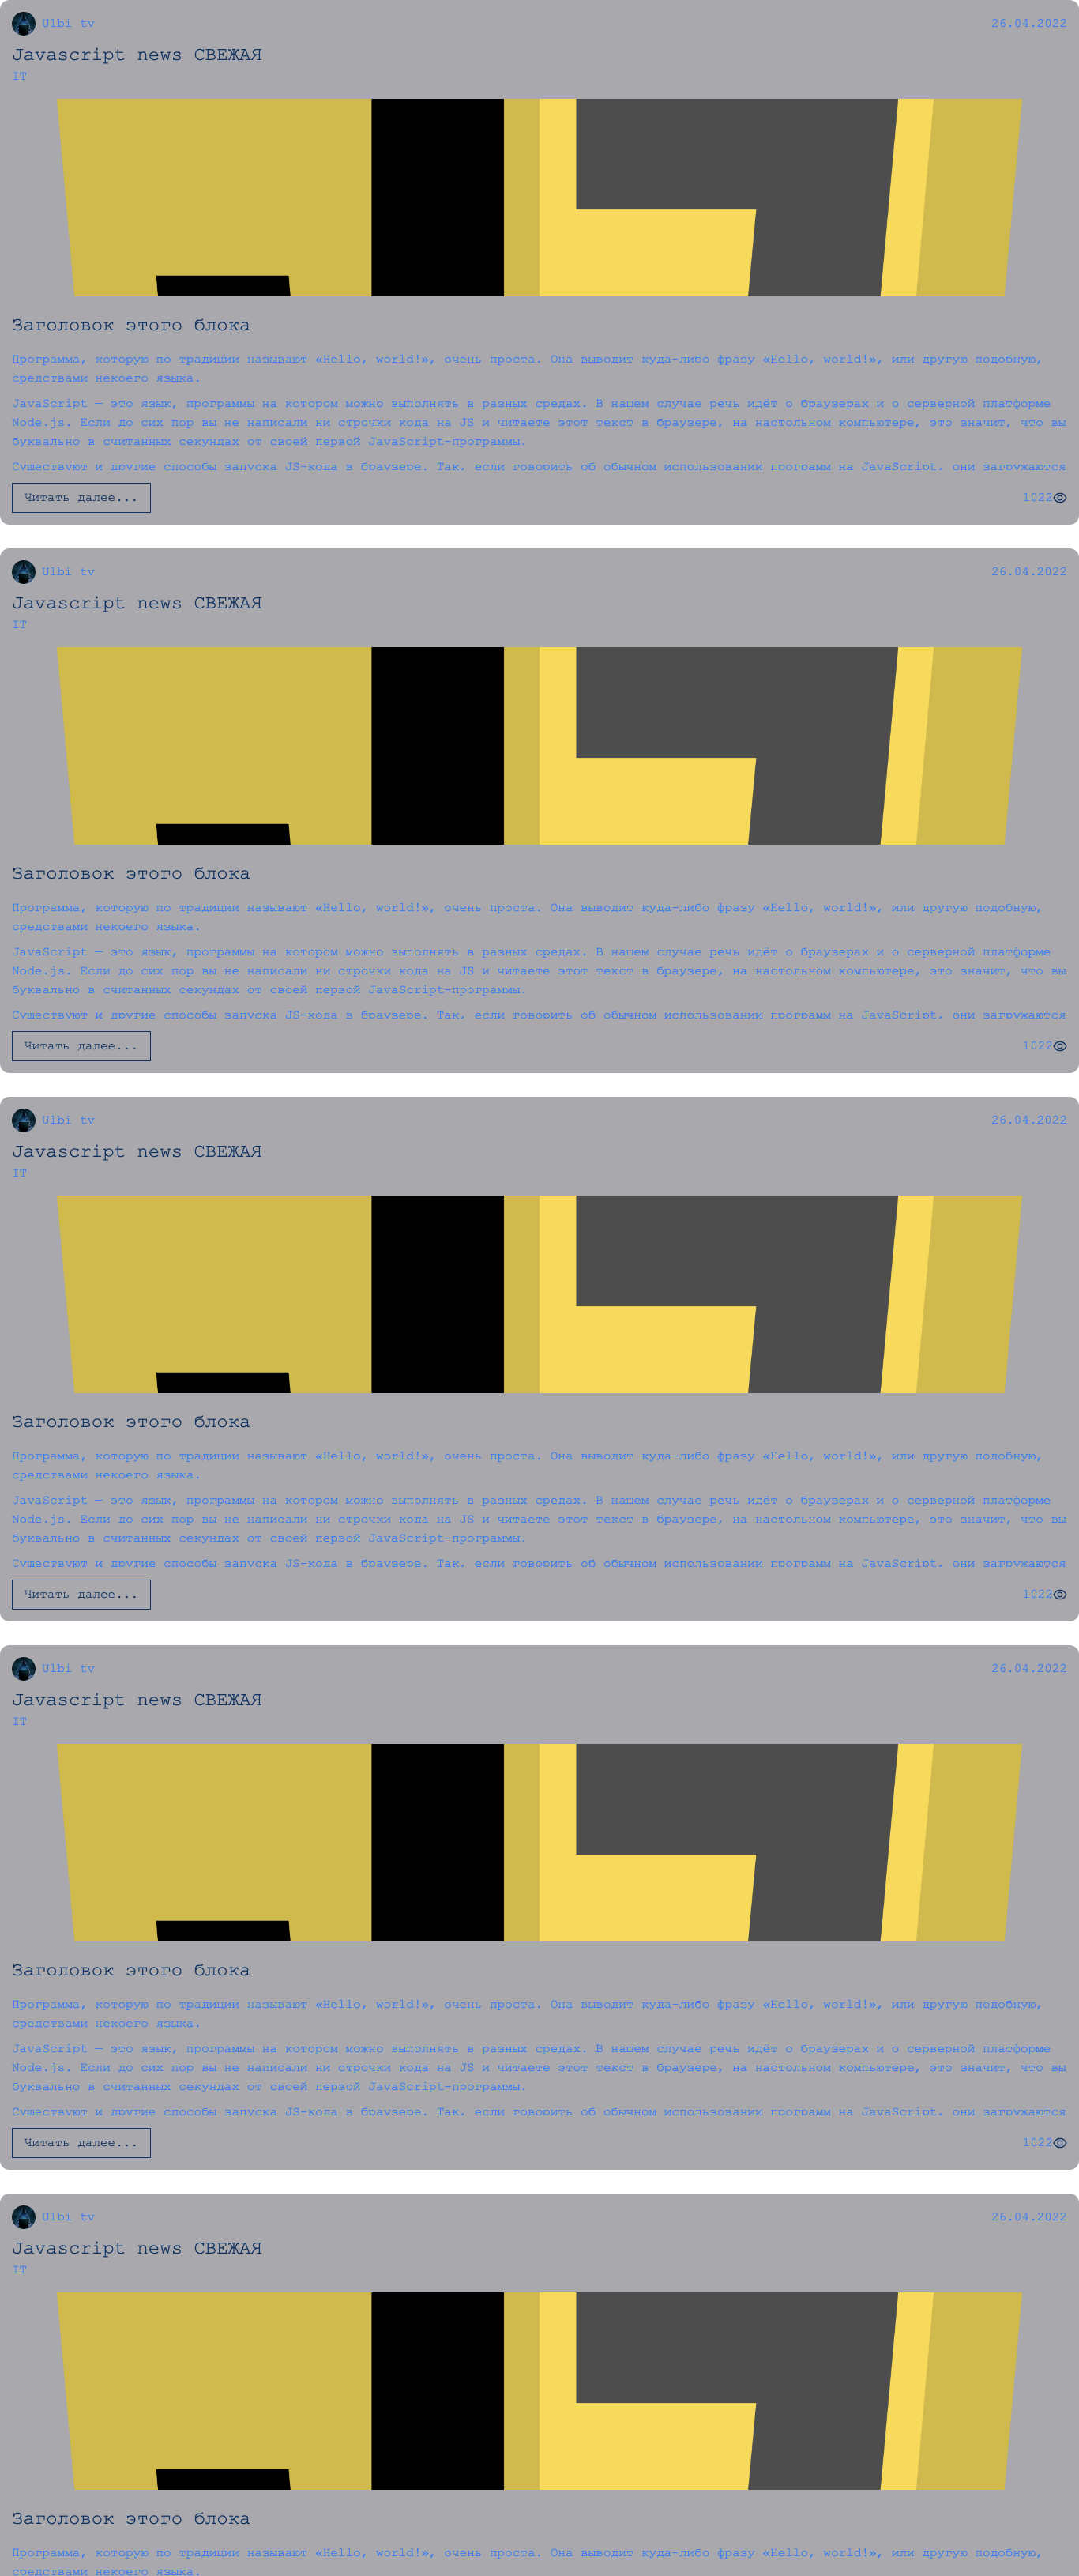 Ulbi tv 26.04.2022
Javascript news СВЕЖАЯ
IT
Заголовок этого блока
Программа, которую по традиции называют «Hello, world!», очень проста. Она выводит куда-либо фразу «Hello, world!», или другую подобную,
средствами некоего языка.
JavaScript — это язык, программы на котором можно выполнять в разных средах. В нашем случае речь идёт о браузерах и о серверной платформе
Node.js. Если до сих пор вы не написали ни строчки кода на JS и читаете этот текст в браузере, на настольном компьютере, это значит, что вы
буквально в считанных секундах от своей первой JavaScript-программы.
Существуют и другие способы запуска JS-кода в браузере. Так, если говорить об обычном использовании программ на JavaScript, они загружаются
Читать далее... 1022
Ulbi tv 26.04.2022
Javascript news СВЕЖАЯ
IT
Заголовок этого блока
Программа, которую по традиции называют «Hello, world!», очень проста. Она выводит куда-либо фразу «Hello, world!», или другую подобную,
средствами некоего языка.
JavaScript — это язык, программы на котором можно выполнять в разных средах. В нашем случае речь идёт о браузерах и о серверной платформе
Node.js. Если до сих пор вы не написали ни строчки кода на JS и читаете этот текст в браузере, на настольном компьютере, это значит, что вы
буквально в считанных секундах от своей первой JavaScript-программы.
Существуют и другие способы запуска JS-кода в браузере. Так, если говорить об обычном использовании программ на JavaScript, они загружаются
Читать далее... 1022
Ulbi tv 26.04.2022
Javascript news СВЕЖАЯ
IT
Заголовок этого блока
Программа, которую по традиции называют «Hello, world!», очень проста. Она выводит куда-либо фразу «Hello, world!», или другую подобную,
средствами некоего языка.
JavaScript — это язык, программы на котором можно выполнять в разных средах. В нашем случае речь идёт о браузерах и о серверной платформе
Node.js. Если до сих пор вы не написали ни строчки кода на JS и читаете этот текст в браузере, на настольном компьютере, это значит, что вы
буквально в считанных секундах от своей первой JavaScript-программы.
Существуют и другие способы запуска JS-кода в браузере. Так, если говорить об обычном использовании программ на JavaScript, они загружаются
Читать далее... 1022
Ulbi tv 26.04.2022
Javascript news СВЕЖАЯ
IT
Заголовок этого блока
Программа, которую по традиции называют «Hello, world!», очень проста. Она выводит куда-либо фразу «Hello, world!», или другую подобную,
средствами некоего языка.
JavaScript — это язык, программы на котором можно выполнять в разных средах. В нашем случае речь идёт о браузерах и о серверной платформе
Node.js. Если до сих пор вы не написали ни строчки кода на JS и читаете этот текст в браузере, на настольном компьютере, это значит, что вы
буквально в считанных секундах от своей первой JavaScript-программы.
Существуют и другие способы запуска JS-кода в браузере. Так, если говорить об обычном использовании программ на JavaScript, они загружаются
Читать далее... 1022
Ulbi tv 26.04.2022
Javascript news СВЕЖАЯ
IT
Заголовок этого блока
Программа, которую по традиции называют «Hello, world!», очень проста. Она выводит куда-либо фразу «Hello, world!», или другую подобную,
средствами некоего языка.